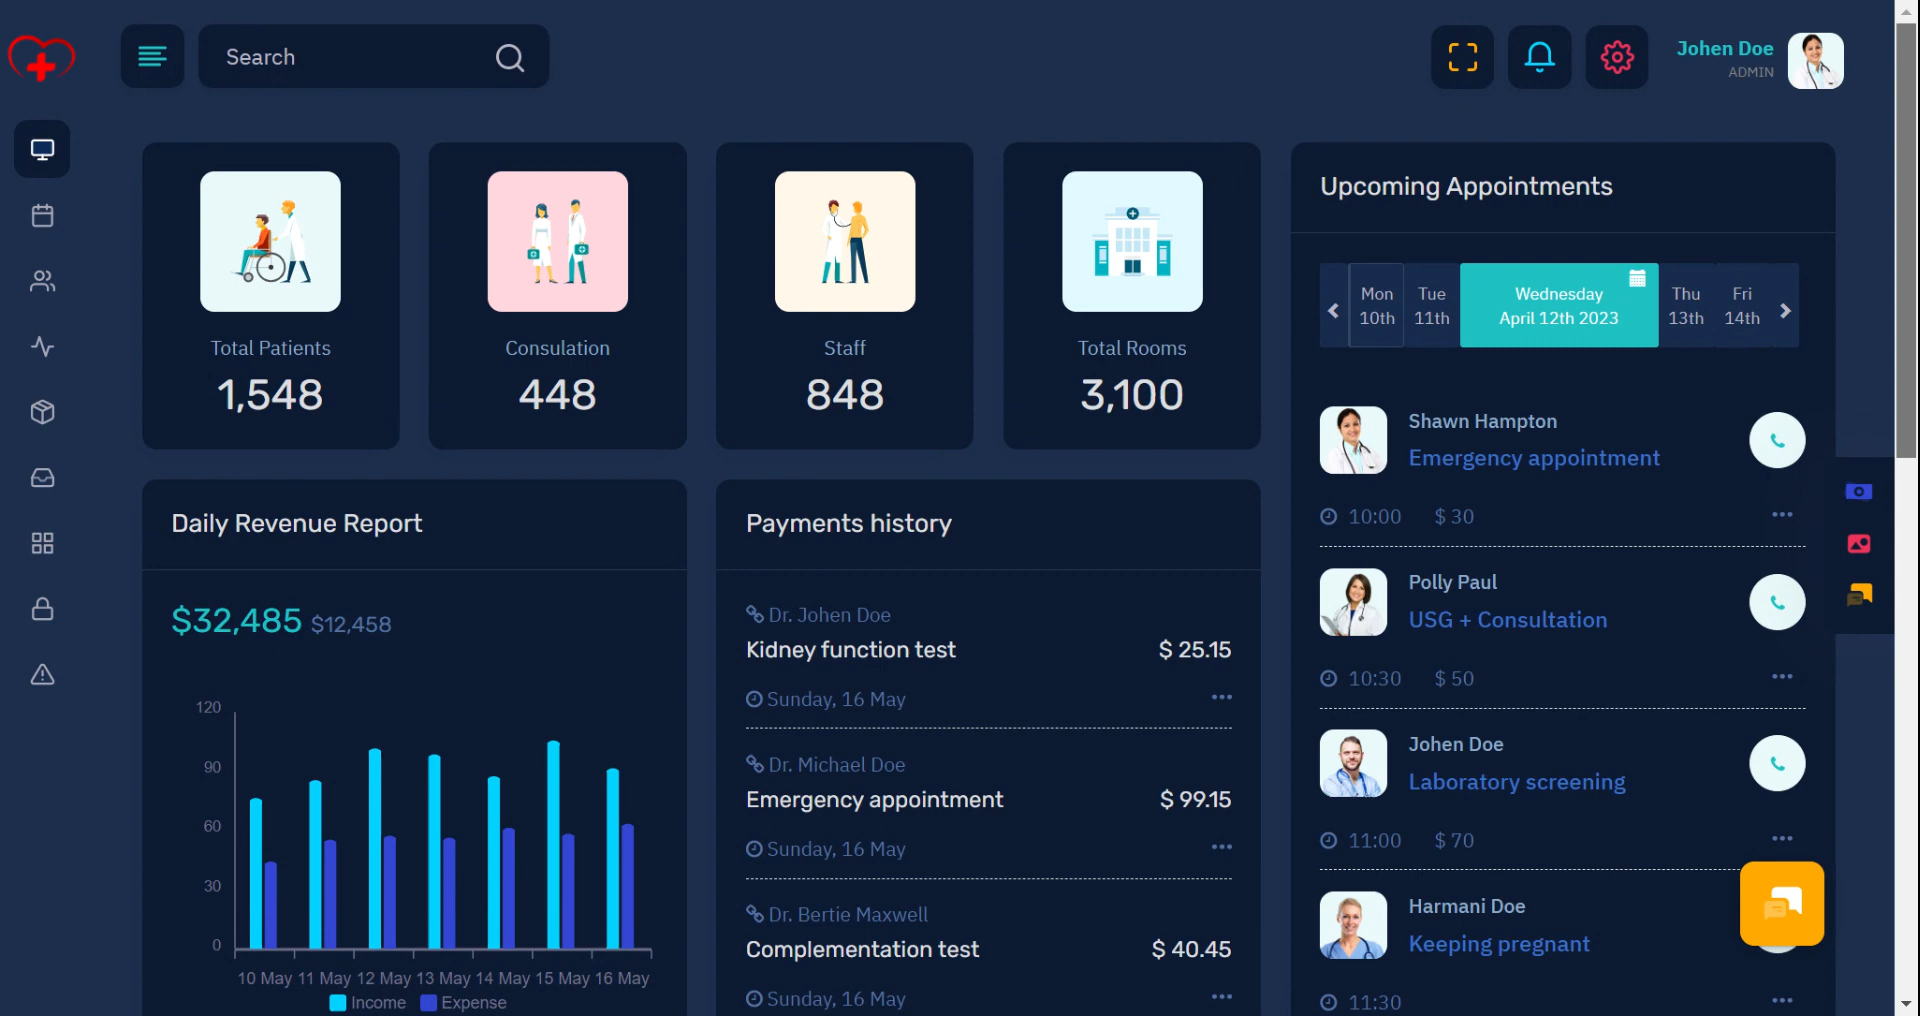 Search
Johen Doe
ADMIN
Total Patients
1,548
Consulation
448
Staff
848
Total Rooms
3,100
Upcoming Appointments
Mon
10th
Tue
11th
Wednesday
April 12th 2023
Thu
13th
Fri
14th
Shawn Hampton
Emergency appointment
10:00 $ 30
Polly Paul
USG + Consultation
10:30 $ 50
Johen Doe
Laboratory screening
11:00 $ 70
Harmani Doe
Keeping pregnant
11:30
Daily Revenue Report
$32,485 $12,458
120
90
60
30
0
10 May 11 May 12 May 13 May 14 May 15 May 16 May
Income Expense
Payments history
Dr. Johen Doe
Kidney function test $ 25.15
Sunday, 16 May
Dr. Michael Doe
Emergency appointment $ 99.15
Sunday, 16 May
Dr. Bertie Maxwell
Complementation test $ 40.45
Sunday, 16 May